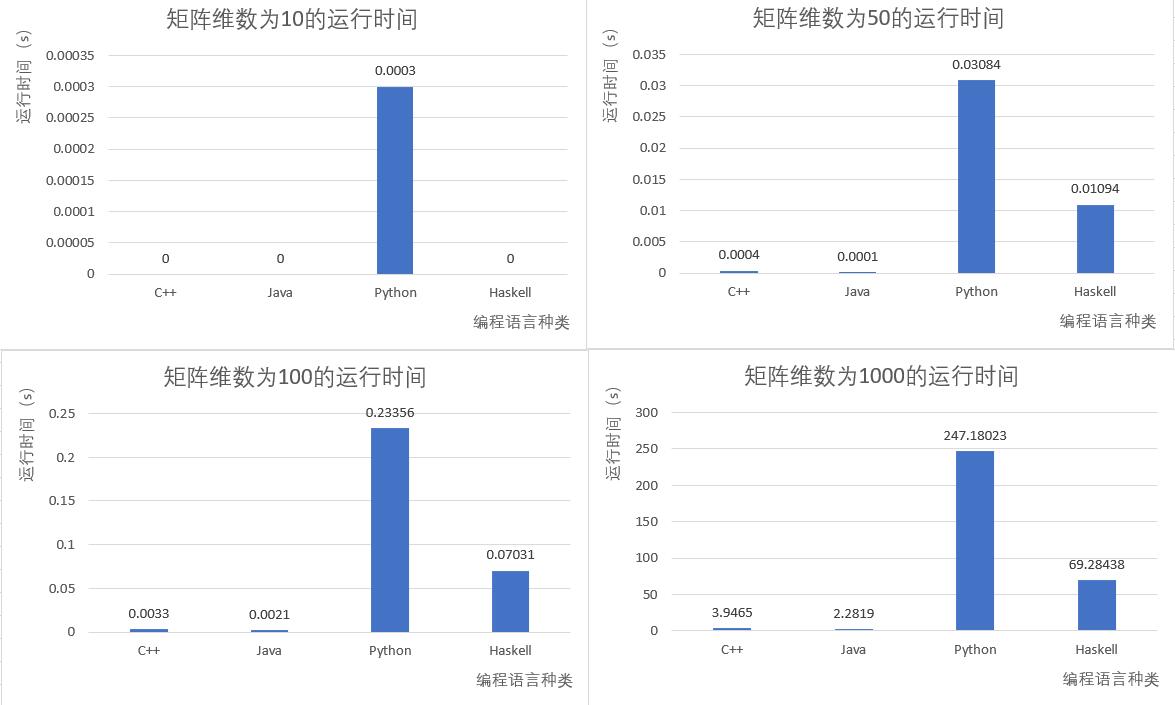 矩阵维数为10的运行时间
运行时间（s）
0.00035
0.0003
0.00025
0.0002
0.00015
0.0001
0.00005
0
0
0
0.0003
0
C++
Java
Python
Haskell
编程语言种类
矩阵维数为50的运行时间
运行时间（s）
0.035
0.03
0.025
0.02
0.015
0.01
0.005
0
0.0004
0.0001
0.03084
0.01094
C++
Java
Python
Haskell
编程语言种类
矩阵维数为100的运行时间
运行时间（s）
0.25
0.2
0.15
0.1
0.05
0
0.0033
0.0021
0.23356
0.07031
C++
Java
Python
Haskell
编程语言种类
矩阵维数为1000的运行时间
运行时间（s）
300
250
200
150
100
50
0
3.9465
2.2819
247.18023
69.28438
C++
Java
Python
Haskell
编程语言种类